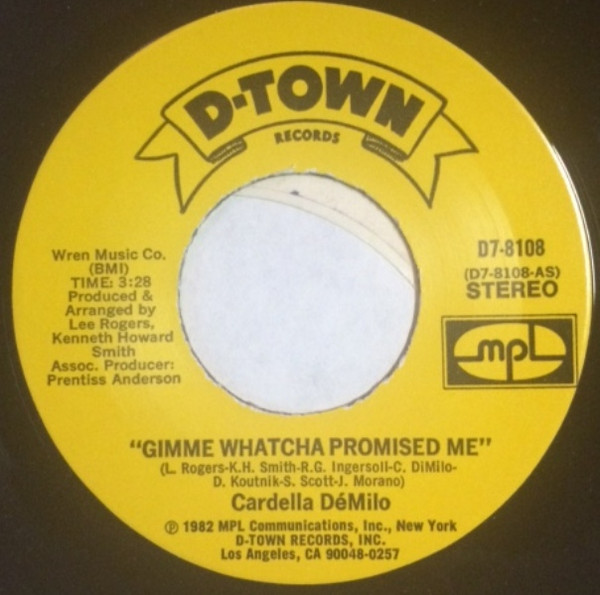 D-TOWN
RECORDS
Wren Music Co.
(BMI)
TIME: 3:28
Produced &
Arranged by
Lee Rogers,
Kenneth Howard
Smith
Assoc. Producer:
Prentiss Anderson
D7-8108
(D7-8108-AS)
STEREO
mpl
"GIMME WHATCHA PROMISED ME"
(L. Rogers-K.H. Smith-R.G. Ingersoll-C. DiMilo-
D. Koutnik-S. Scott-J. Morano)
Cardella DéMilo
℗ 1982 MPL Communications, Inc., New York
D-TOWN RECORDS, INC.
Los Angeles, CA 90048-0257